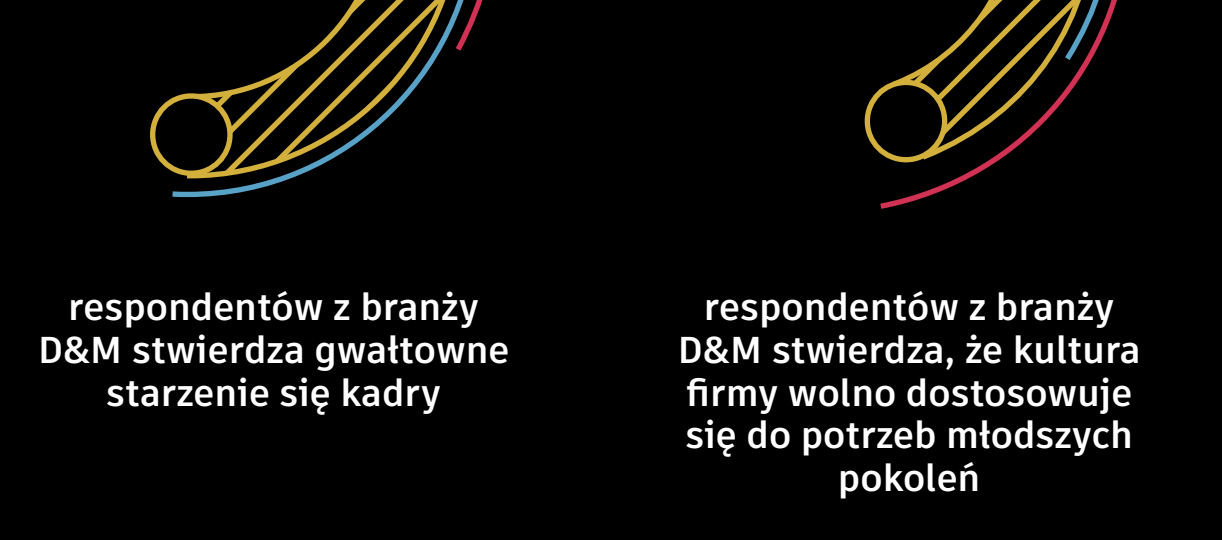 respondentów z branży
D&M stwierdza gwałtowne
starzenie się kadry
respondentów z branży
D&M stwierdza, że kultura
firmy wolno dostosowuje
się do potrzeb młodszych
pokoleń